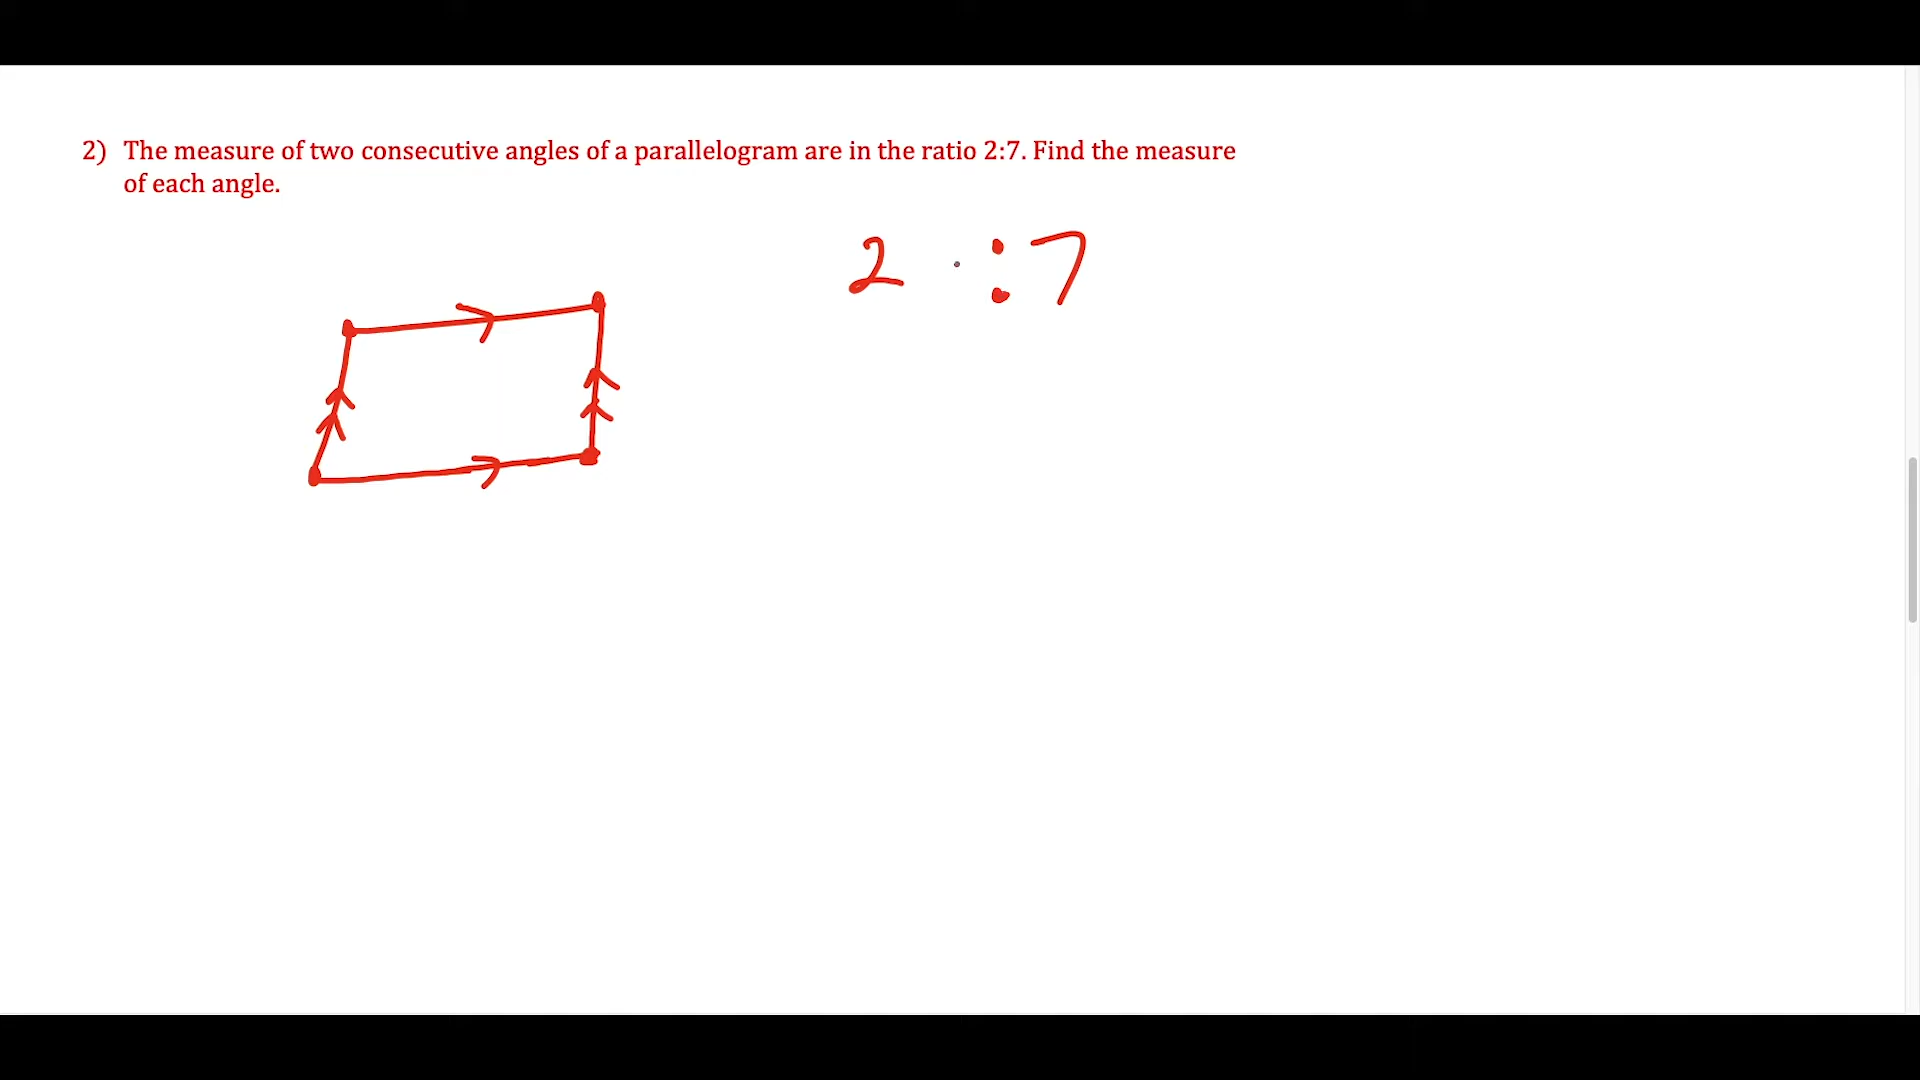 2) The measure of two consecutive angles of a parallelogram are in the ratio 2:7. Find the measure
of each angle.
2 : 7